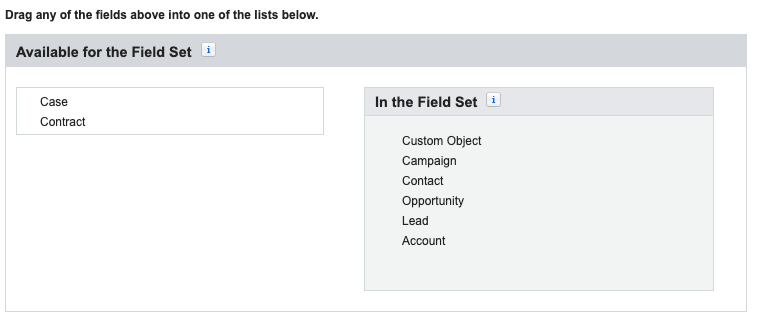 Drag any of the fields above into one of the lists below.
Available for the Field Set i
Case
Contract
In the Field Set i
Custom Object
Campaign
Contact
Opportunity
Lead
Account